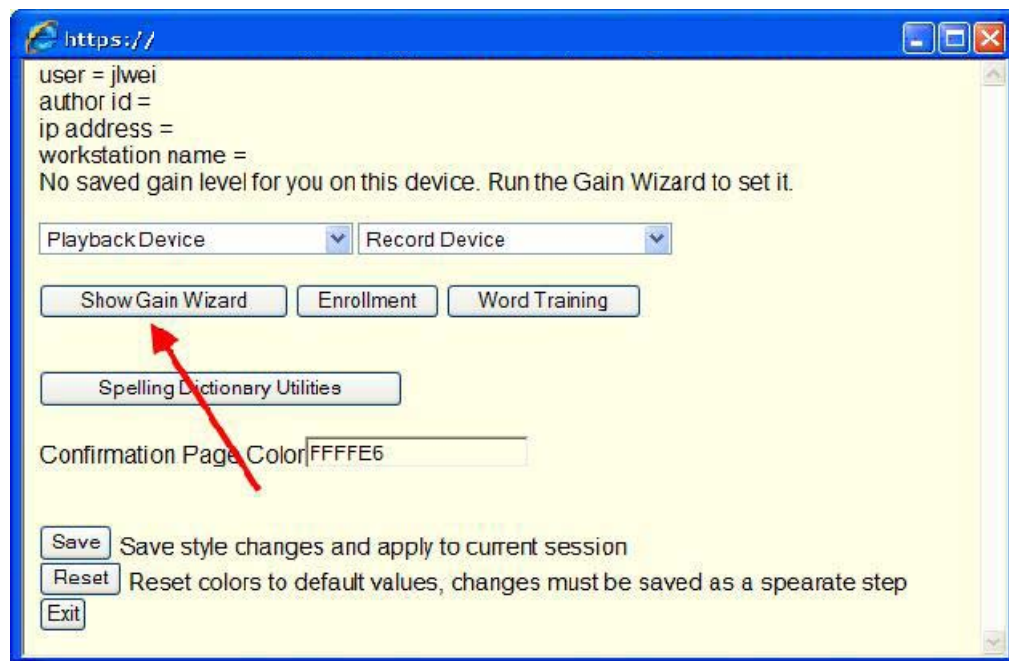 https://
user = jlwei
author id =
ip address =
workstation name =
No saved gain level for you on this device. Run the Gain Wizard to set it.
Playback Device Record Device
Show Gain Wizard Enrollment Word Training
Spelling Dictionary Utilities
Confirmation Page Color FFFFE6
Save Save style changes and apply to current session
Reset Reset colors to default values, changes must be saved as a spearate step
Exit